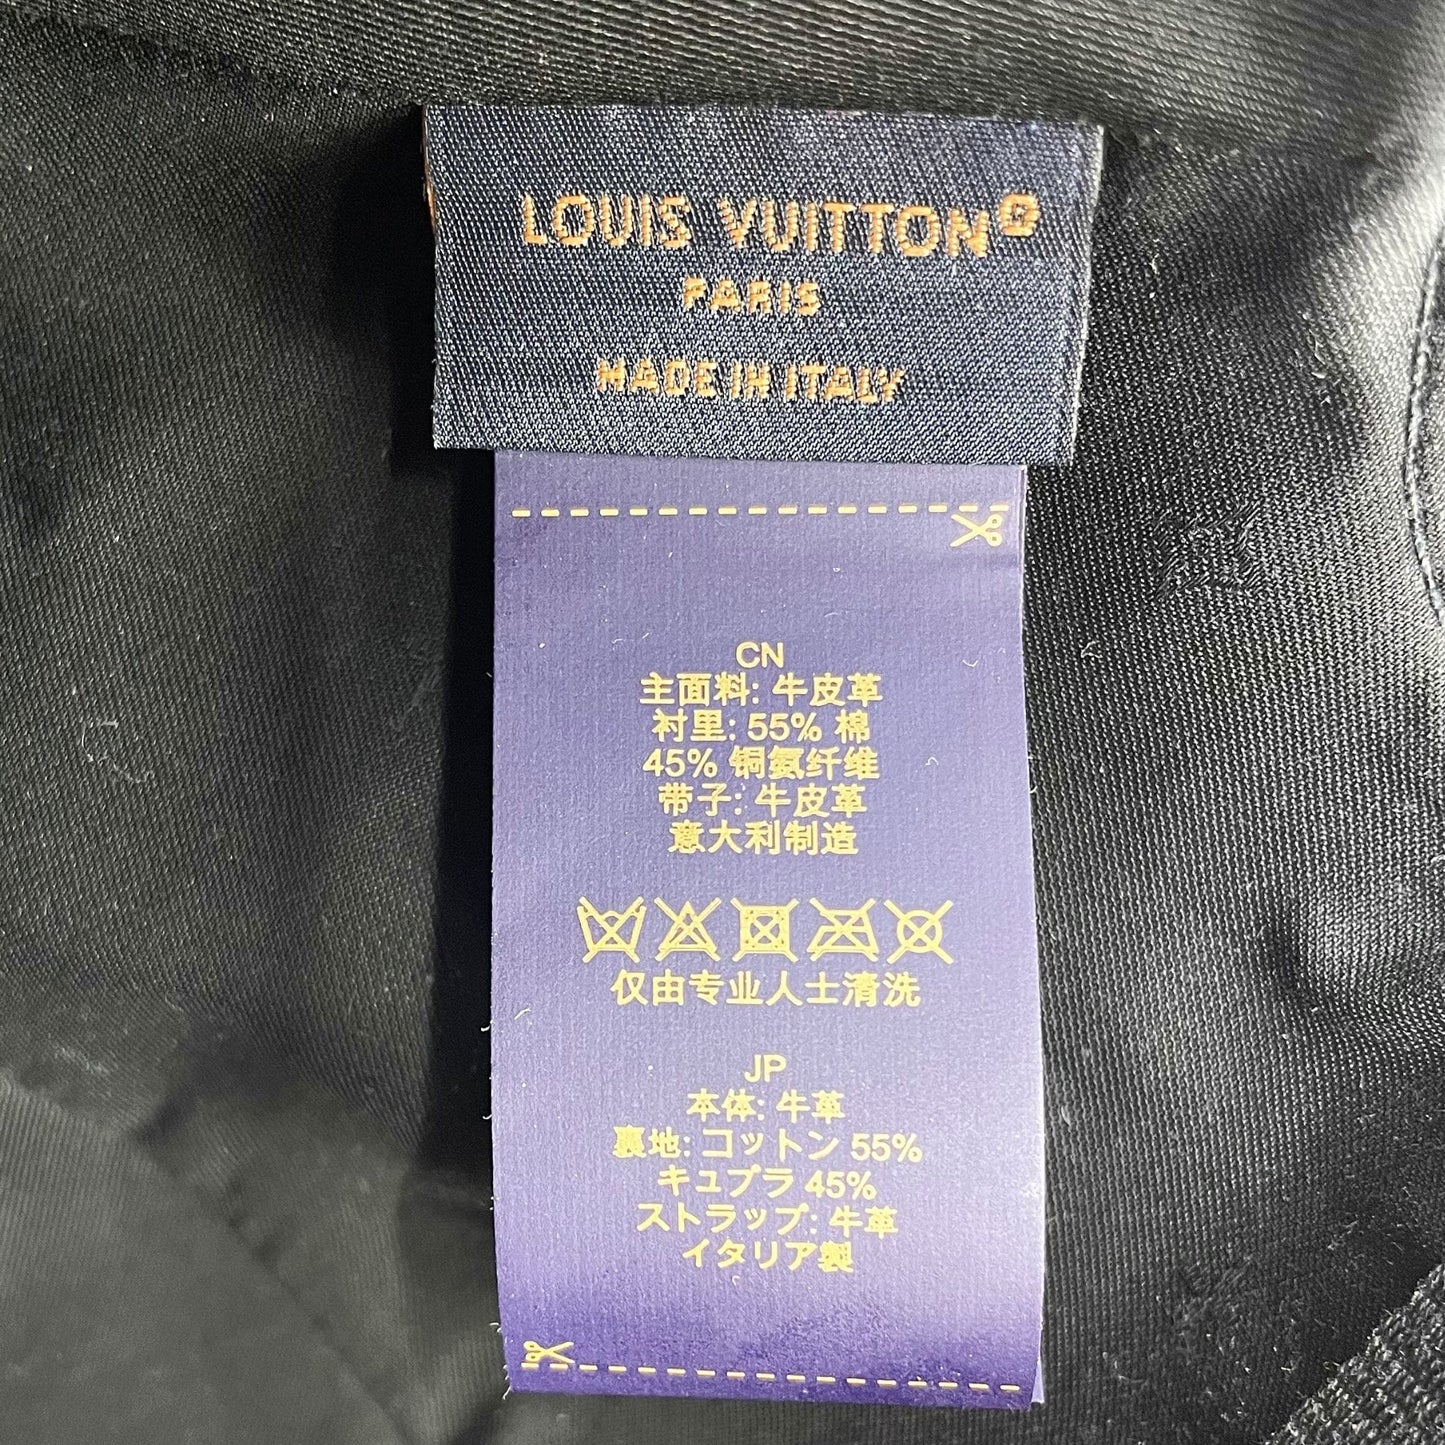 LOUIS VUITTON®
PARIS
MADE IN ITALY
CN
主面料: 牛皮革
衬里: 55% 棉
45% 铜氨纤维
带子: 牛皮革
意大利制造
仅由专业人士清洗
JP
本体: 牛革
裏地: コットン 55%
キュプラ 45%
ストラップ: 牛革
イタリア製